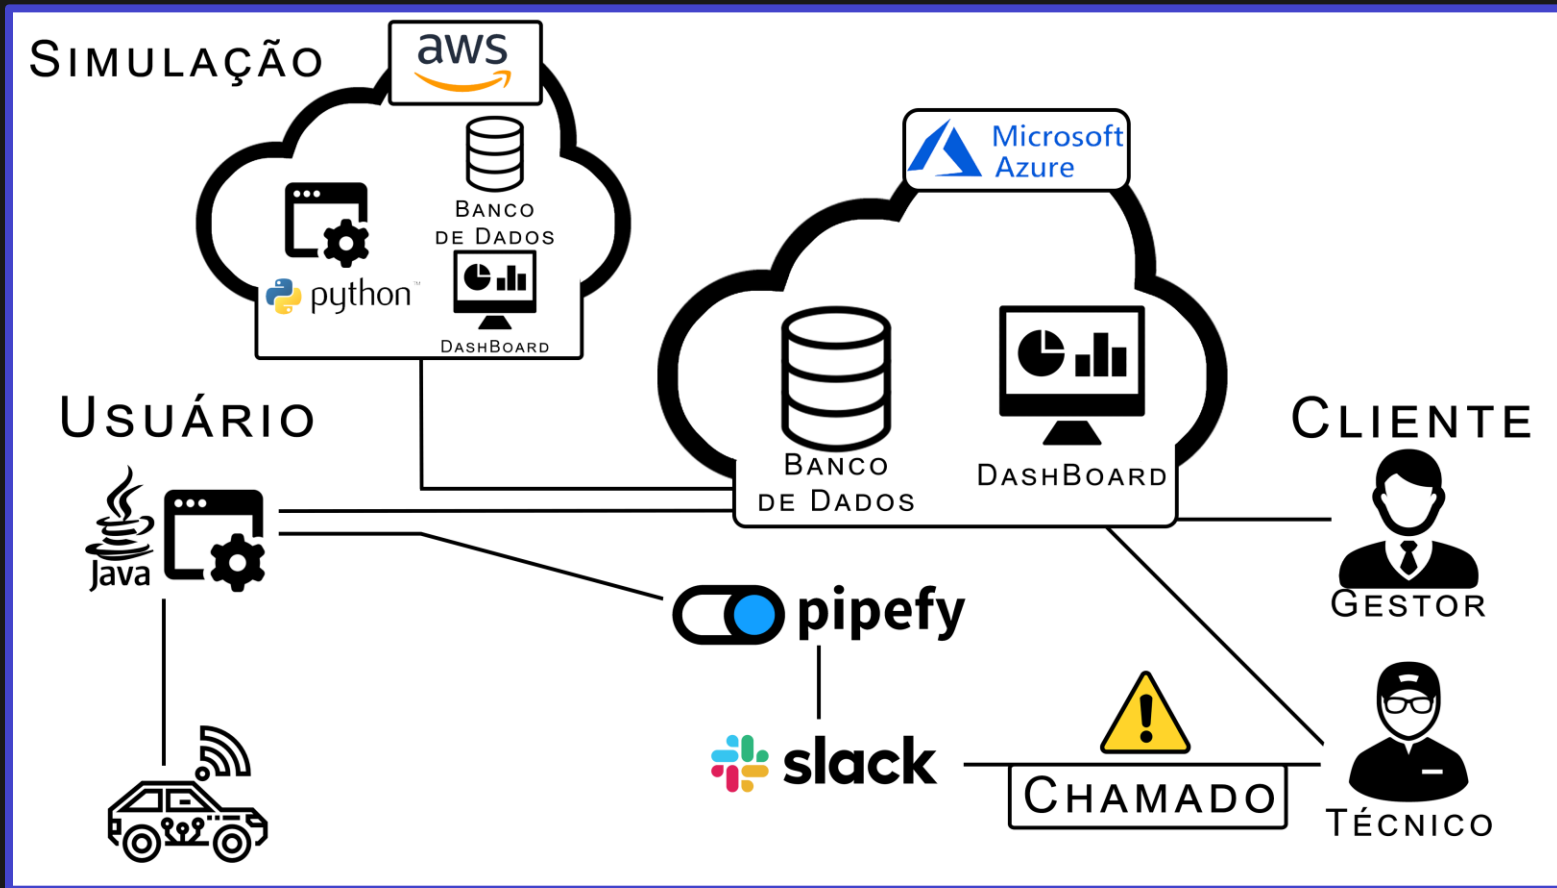 SIMULAÇÃO
aws
BANCO
DE DADOS
python™
DASHBOARD
Microsoft
Azure
BANCO
DE DADOS
DASHBOARD
USUÁRIO
Java
CLIENTE
GESTOR
pipefy
slack
CHAMADO
TÉCNICO